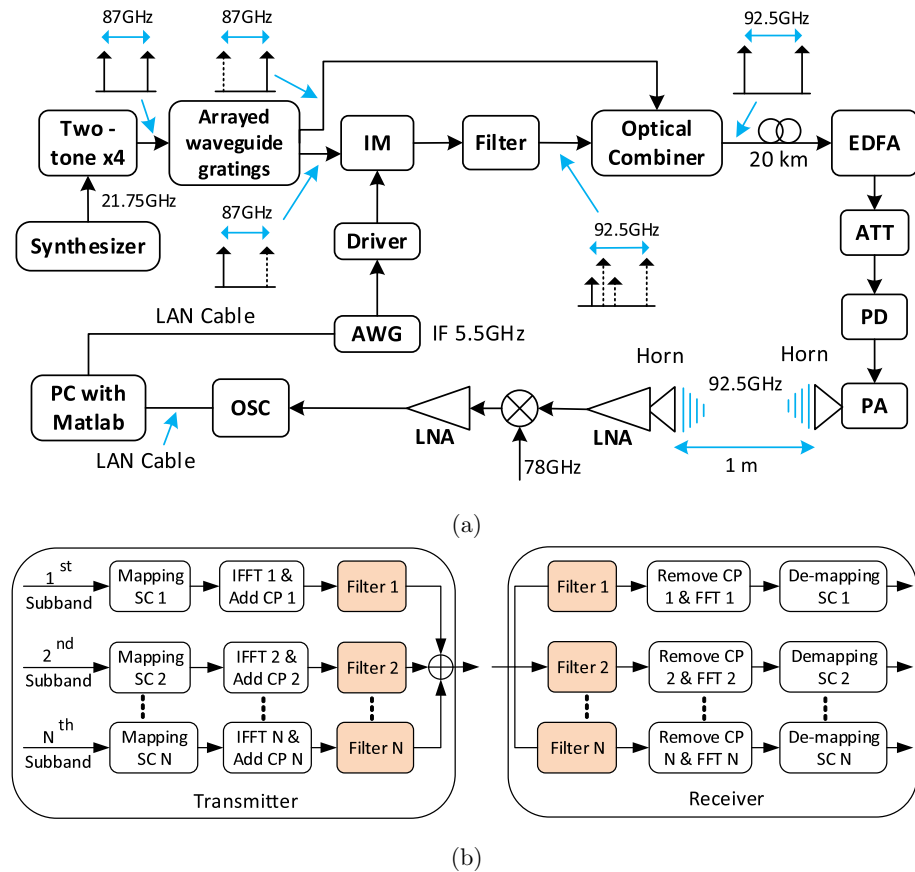 87GHz
87GHz
92.5GHz
Two -
tone x4
Arrayed
waveguide
gratings
IM
Filter
Optical
Combiner
20 km
EDFA
21.75GHz
Synthesizer
87GHz
Driver
92.5GHz
ATT
LAN Cable
AWG
IF 5.5GHz
PD
Horn
Horn
92.5GHz
PC with
Matlab
OSC
LNA
LNA
PA
LAN Cable
78GHz
1 m
(a)
1 st
Subband
Mapping
SC 1
IFFT 1 &
Add CP 1
Filter 1
Filter 1
Remove CP
1 & FFT 1
De-mapping
SC 1
2 nd
Subband
Mapping
SC 2
IFFT 2 &
Add CP 2
Filter 2
Filter 2
Remove CP
2 & FFT 2
Demapping
SC 2
N th
Subband
Mapping
SC N
IFFT N &
Add CP N
Filter N
Filter N
Remove CP
N & FFT N
De-mapping
SC N
Transmitter
Receiver
(b)